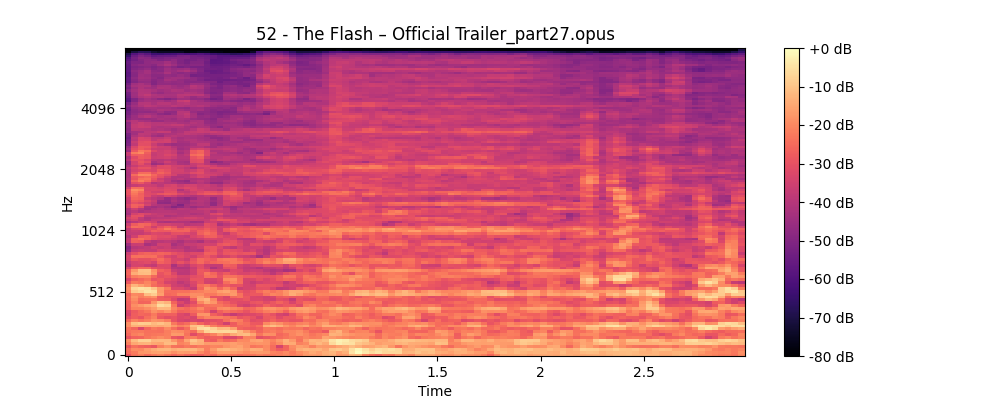 52 - The Flash – Official Trailer_part27.opus
+0 dB
-10 dB
-20 dB
-30 dB
-40 dB
-50 dB
-60 dB
-70 dB
-80 dB
4096
2048
1024
512
0
Hz
0 0.5 1 1.5 2 2.5
Time